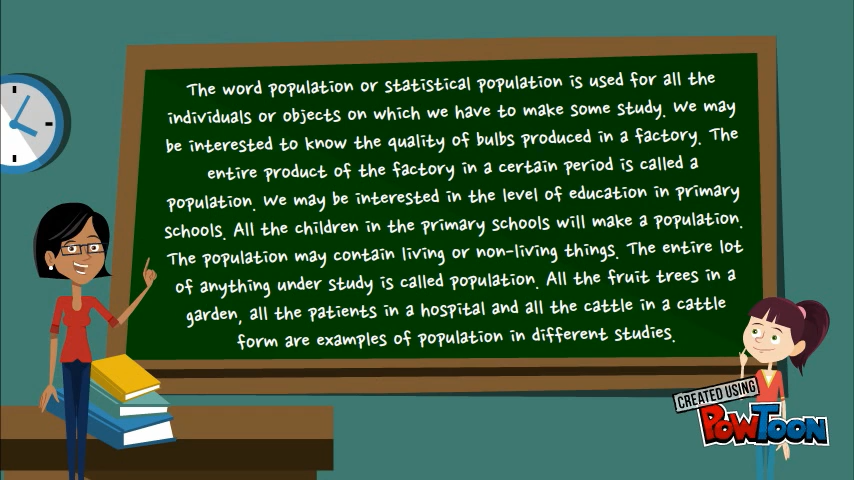 The word population or statistical population is used for all the
individuals or objects on which we have to make some study. We may
be interested to know the quality of bulbs produced in a factory. The
entire product of the factory in a certain period is called a
population. We may be interested in the level of education in primary
schools. All the children in the primary schools will make a population.
The population may contain living or non-living things. The entire lot
of anything under study is called population. All the fruit trees in a
garden, all the patients in a hospital and all the cattle in a cattle
form are examples of population in different studies.
CREATED USING
POWTOON